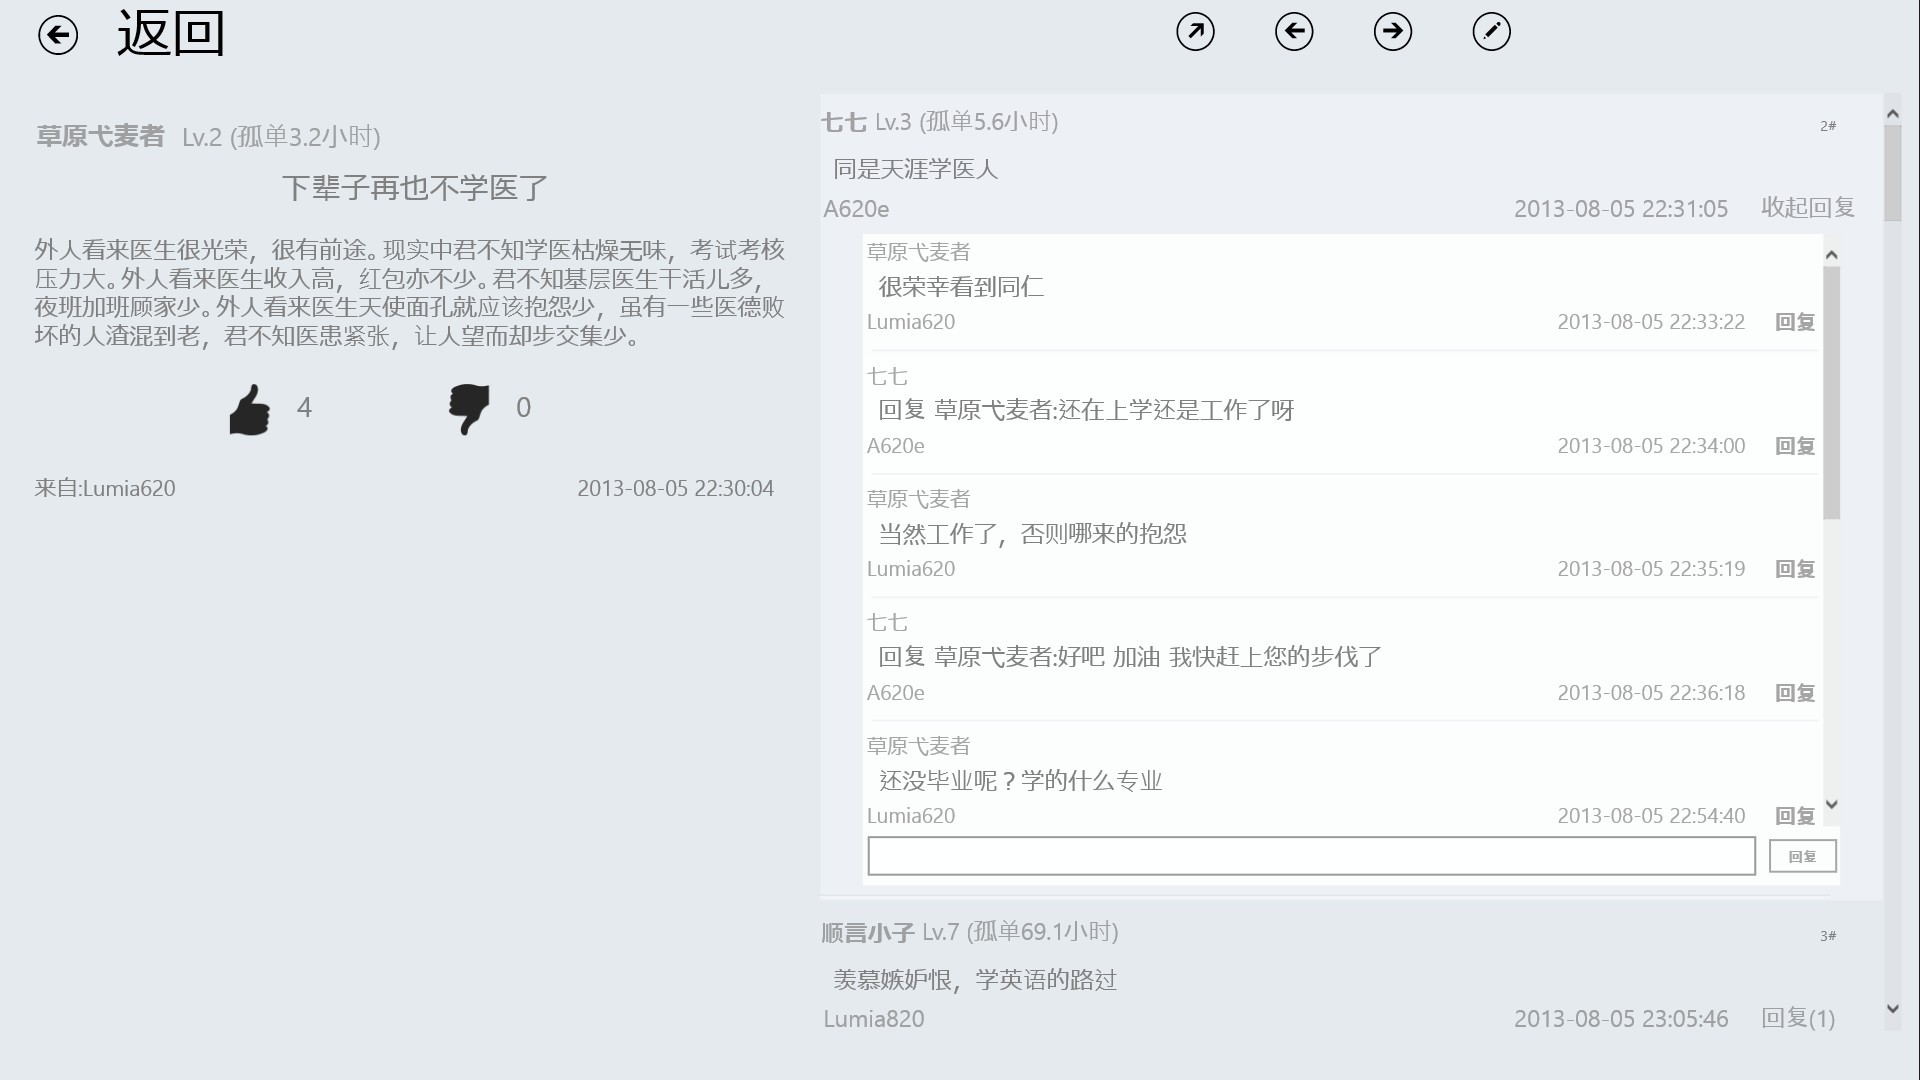 返回
草原弋麦者 Lv.2 (孤单3.2小时)
下辈子再也不学医了
外人看来医生很光荣，很有前途。现实中君不知学医枯燥无味，考试考核
压力大。外人看来医生收入高，红包亦不少。君不知基层医生干活儿多，
夜班加班顾家少。外人看来医生天使面孔就应该抱怨少，虽有一些医德败
坏的人渣混到老，君不知医患紧张，让人望而却步交集少。
4
0
来自:Lumia620 2013-08-05 22:30:04
七七 Lv.3 (孤单5.6小时) 2#
同是天涯学医人
A620e 2013-08-05 22:31:05 收起回复
草原弋麦者
很荣幸看到同仁
Lumia620 2013-08-05 22:33:22 回复
七七
回复 草原弋麦者:还在上学还是工作了呀
A620e 2013-08-05 22:34:00 回复
草原弋麦者
当然工作了，否则哪来的抱怨
Lumia620 2013-08-05 22:35:19 回复
七七
回复 草原弋麦者:好吧 加油 我快赶上您的步伐了
A620e 2013-08-05 22:36:18 回复
草原弋麦者
还没毕业呢？学的什么专业
Lumia620 2013-08-05 22:54:40 回复
回复
顺言小子 Lv.7 (孤单69.1小时) 3#
羡慕嫉妒恨，学英语的路过
Lumia820 2013-08-05 23:05:46 回复(1)